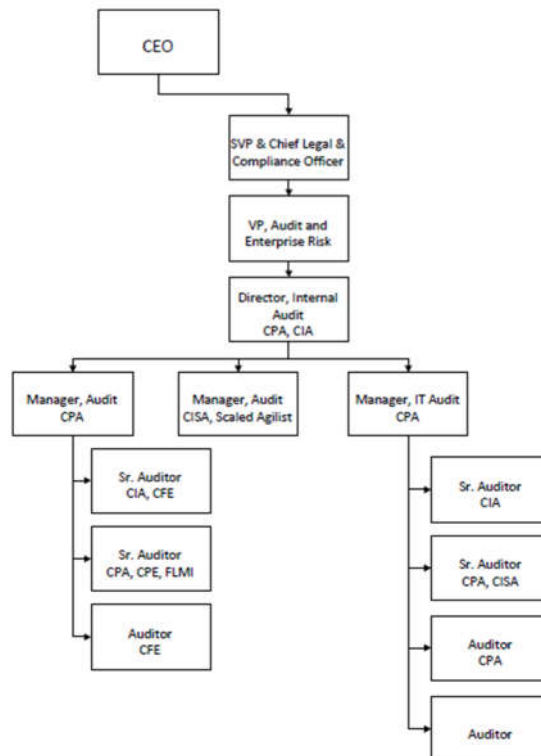 CEO
SVP & Chief Legal &
Compliance Officer
VP, Audit and
Enterprise Risk
Director, Internal
Audit
CPA, CIA
Manager, Audit
CPA
Manager, Audit
CISA, Scaled Agilist
Manager, IT Audit
CPA
Sr. Auditor
CIA, CFE
Sr. Auditor
CPA, CPE, FLMI
Auditor
CFE
Sr. Auditor
CIA
Sr. Auditor
CPA, CISA
Auditor
CPA
Auditor